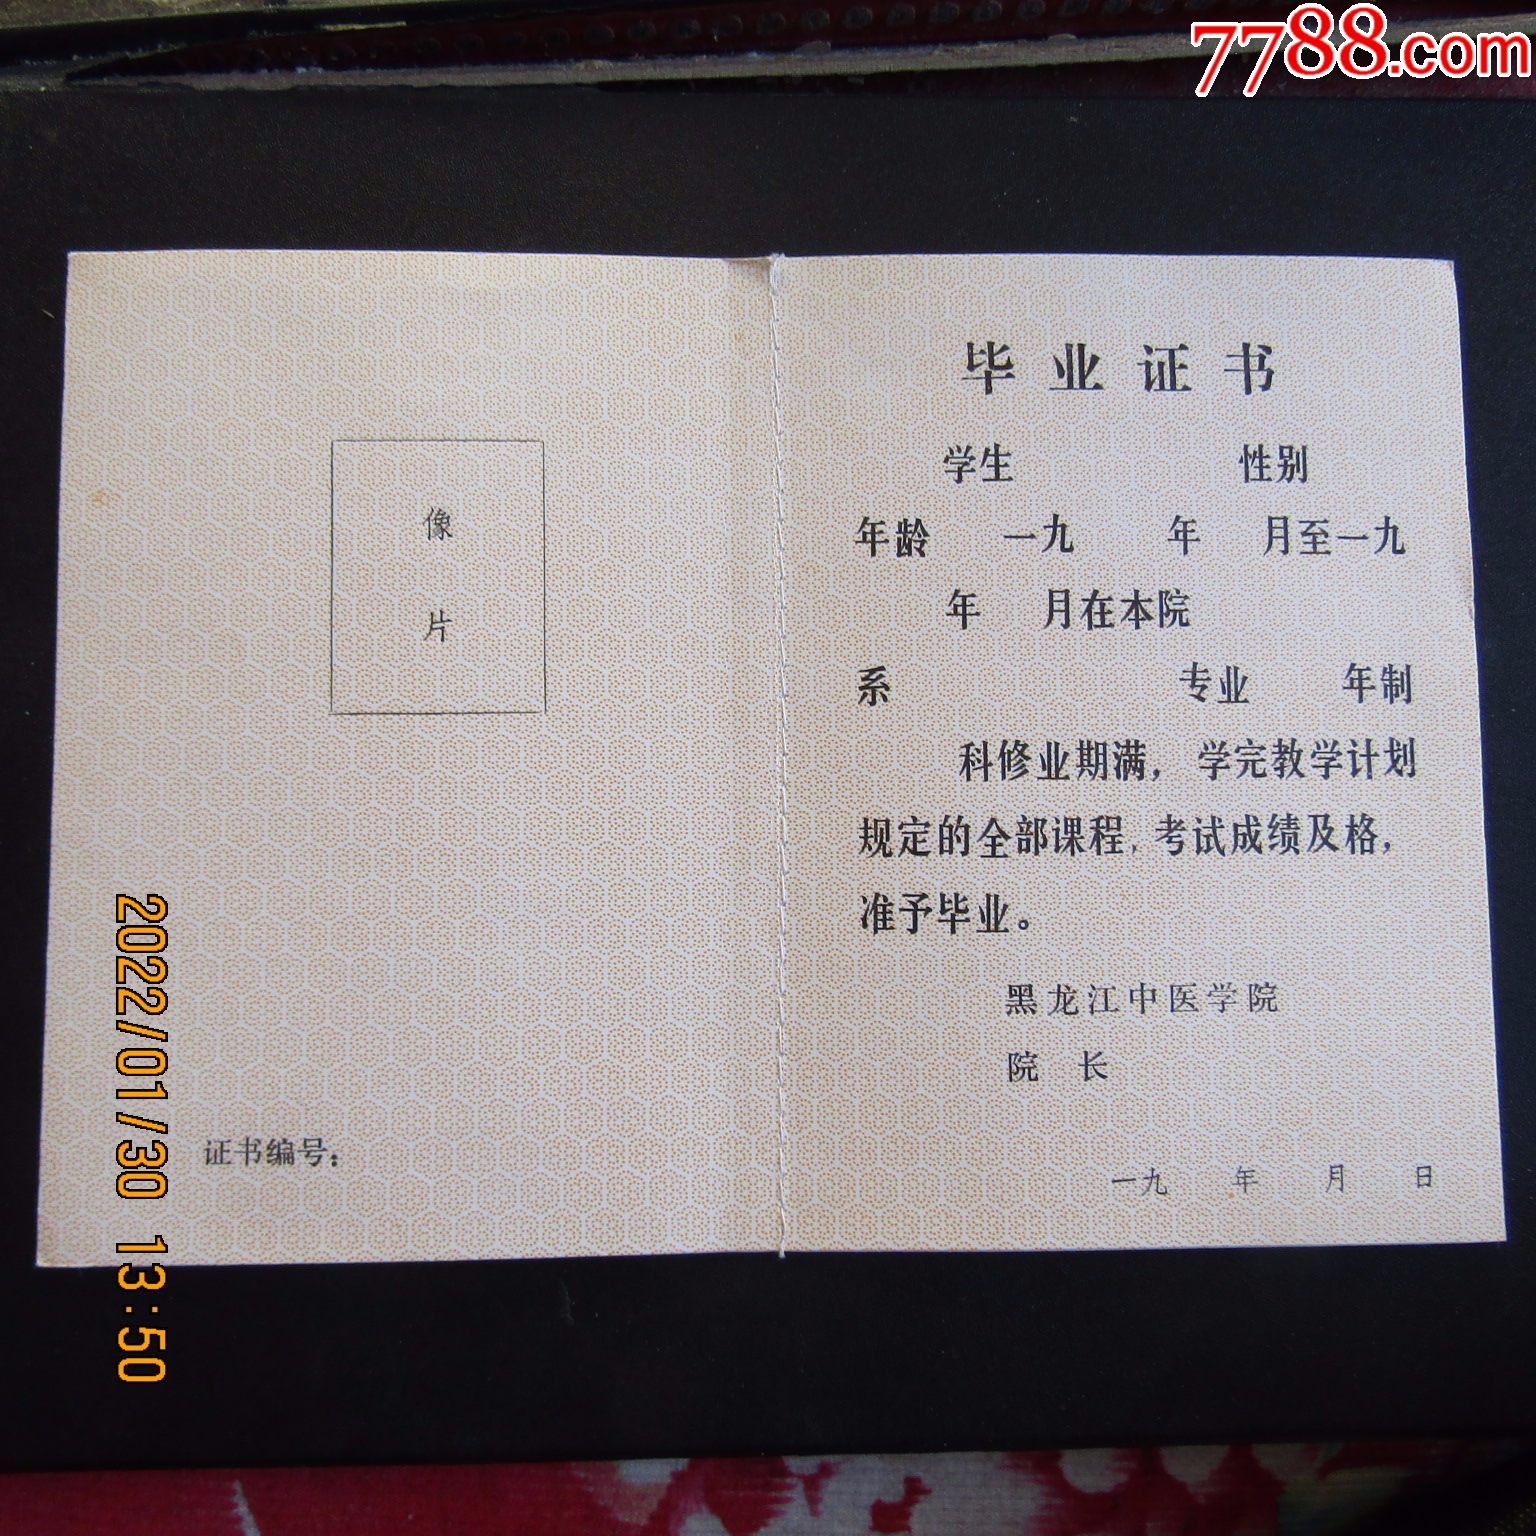 7788.com
像
片
证书编号：
毕业证书
学生 性别
年龄 一九 年 月至一九
年 月在本院
系 专业 年制
科修业期满，学完教学计划
规定的全部课程，考试成绩及格，
准予毕业。
黑龙江中医学院
院 长
一九 年 月 日
2022/01/30 13:50